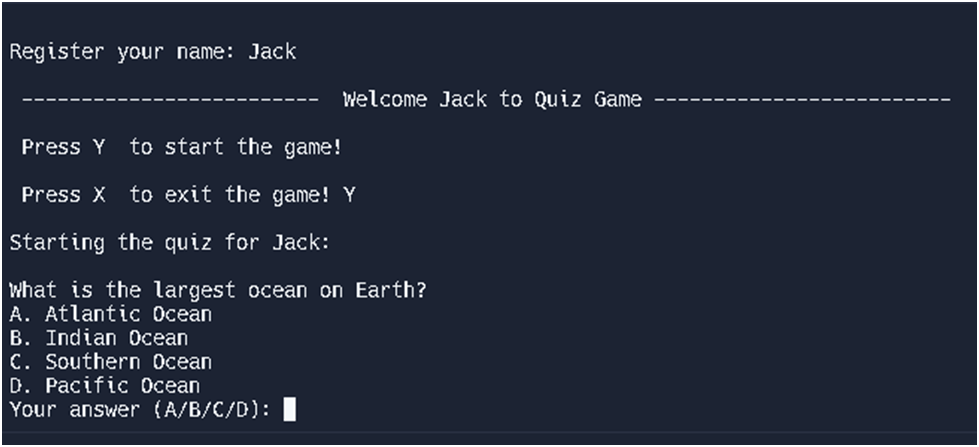 Register your name: Jack
-------------------------  Welcome Jack to Quiz Game -------------------------
Press Y  to start the game!
Press X  to exit the game! Y
Starting the quiz for Jack:
What is the largest ocean on Earth?
A. Atlantic Ocean
B. Indian Ocean
C. Southern Ocean
D. Pacific Ocean
Your answer (A/B/C/D):